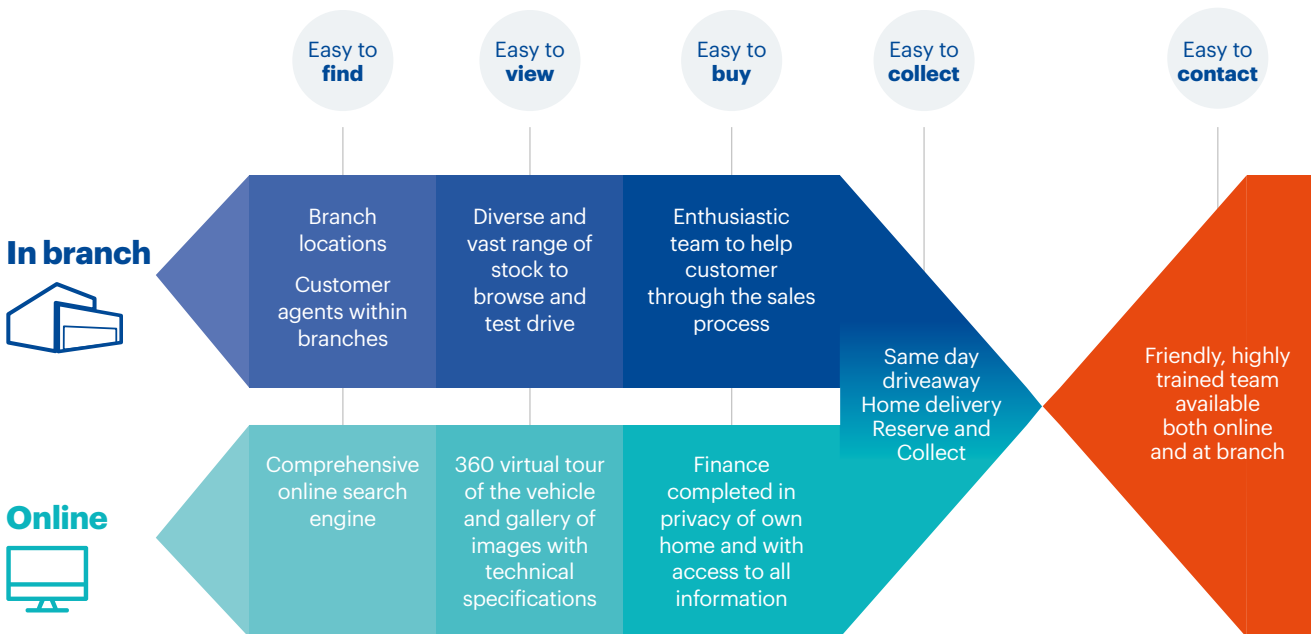 Easy to
find
Easy to
view
Easy to
buy
Easy to
collect
Easy to
contact
In branch
Branch
locations
Customer
agents within
branches
Diverse and
vast range of
stock to
browse and
test drive
Enthusiastic
team to help
customer
through the sales
process
Same day
driveaway
Home delivery
Reserve and
Collect
Friendly, highly
trained team
available
both online
and at branch
Online
Comprehensive
online search
engine
360 virtual tour
of the vehicle
and gallery of
images with
technical
specifications
Finance
completed in
privacy of own
home and with
access to all
information